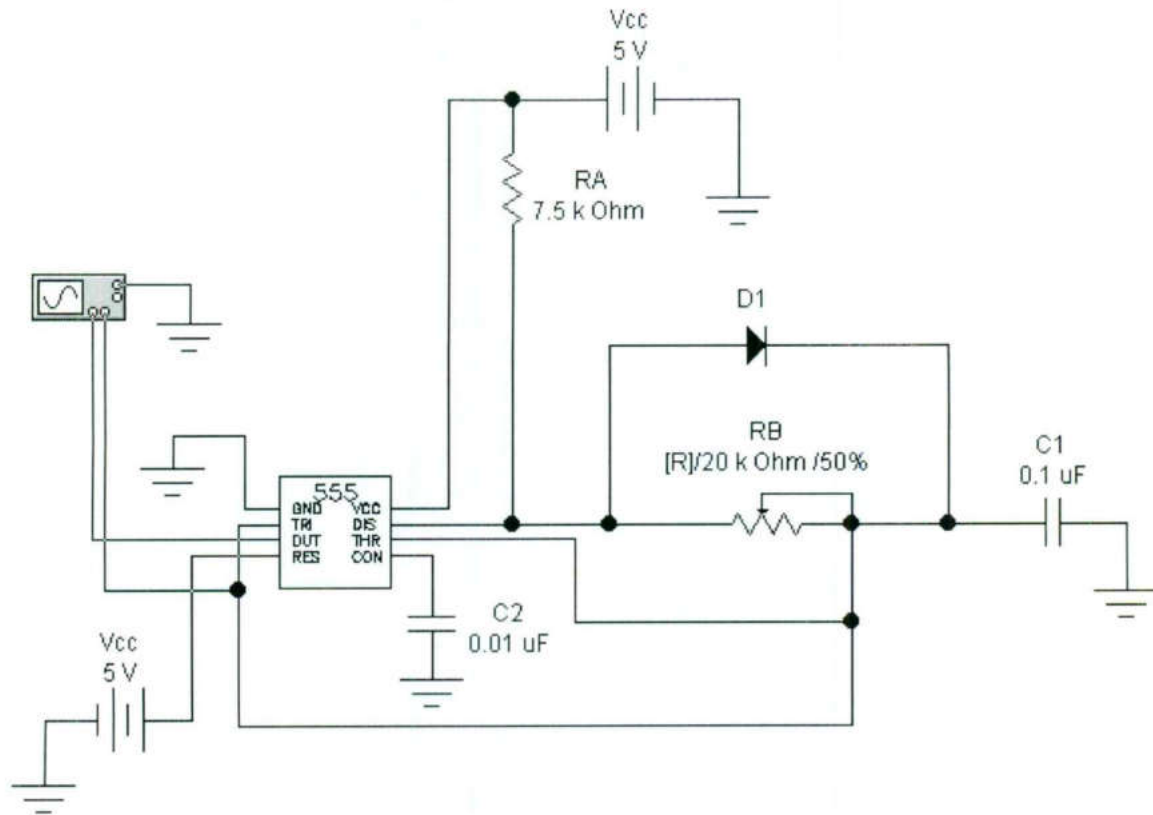 Vcc
5 V
RA
7.5 k Ohm
D1
RB
[R]/20 k Ohm /50%
C1
0.1 uF
555
GND VCC
TRI DIS
OUT THR
RES CON
C2
0.01 uF
Vcc
5 V